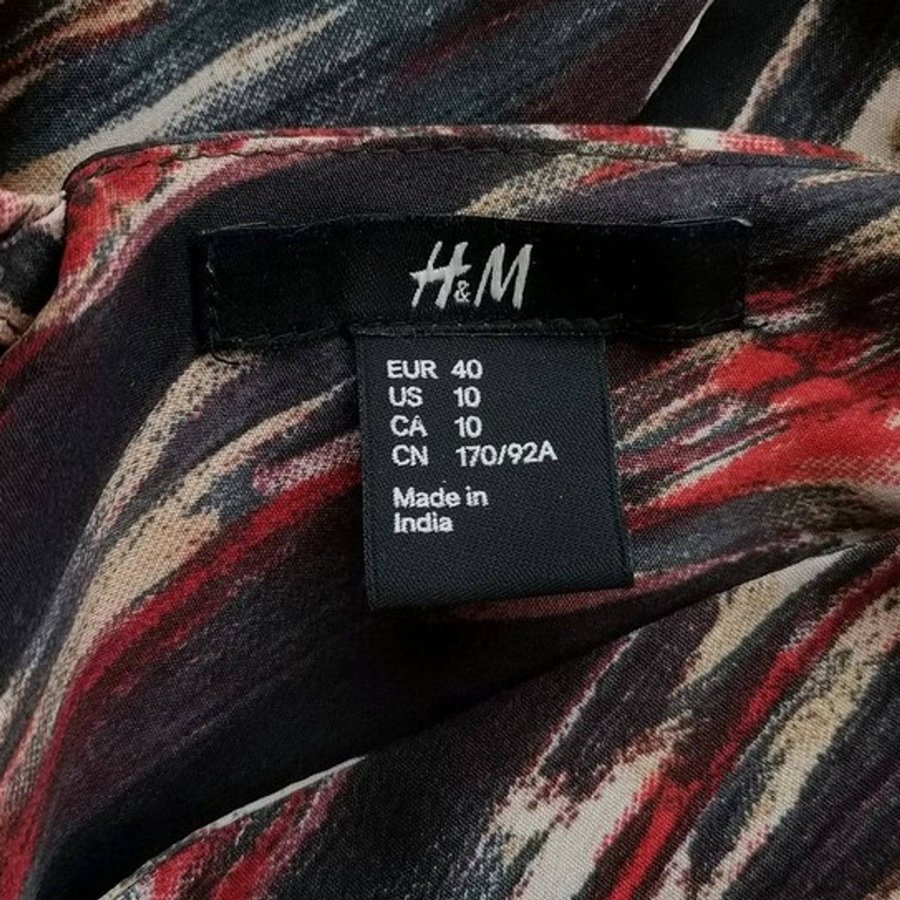 H&M
EUR 40
US 10
CA 10
CN 170/92A
Made in
India